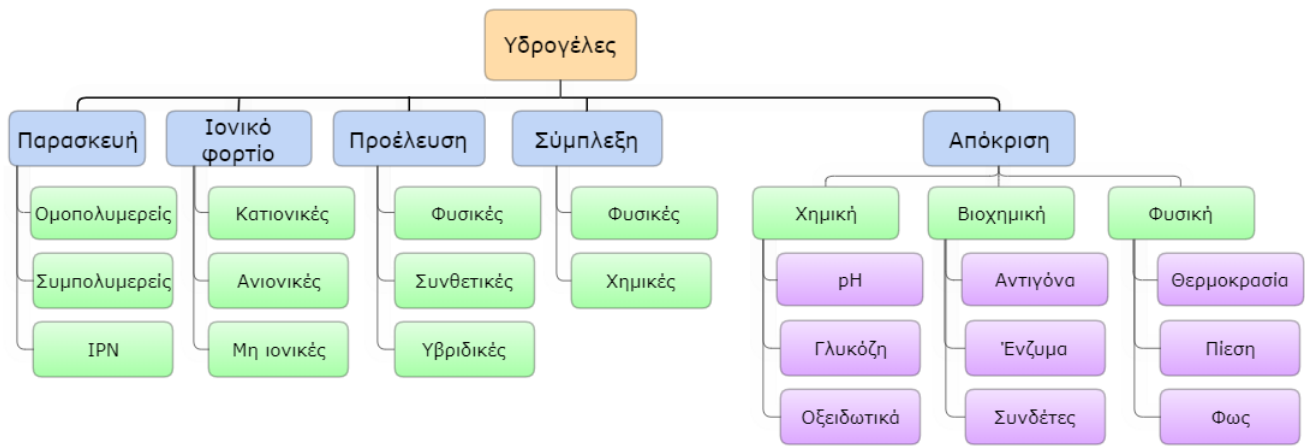 Υδρογέλες
Παρασκευή
Ιονικό
φορτίο
Προέλευση
Σύμπλεξη
Απόκριση
Ομοπολυμερείς
Κατιονικές
Φυσικές
Φυσικές
Χημική
Βιοχημική
Φυσική
Συμπολυμερείς
Ανιονικές
Συνθετικές
Χημικές
pH
Αντιγόνα
Θερμοκρασία
IPN
Μη ιονικές
Υβριδικές
Γλυκόζη
Ένζυμα
Πίεση
Οξειδωτικά
Συνδέτες
Φως